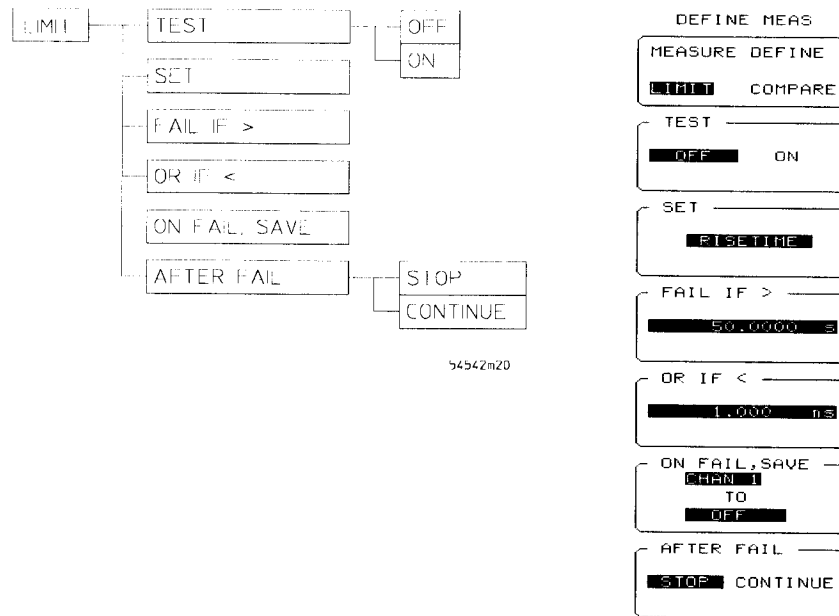 LIMIT
TEST
OFF
ON
SET
FAIL IF >
OR IF <
ON FAIL, SAVE
AFTER FAIL
STOP
CONTINUE
54542m20
DEFINE MEAS
MEASURE DEFINE
LIMIT COMPARE
TEST
OFF ON
SET
RISETIME
FAIL IF >
50.0000 s
OR IF <
1.000 ns
ON FAIL,SAVE
CHAN 1
TO
OFF
AFTER FAIL
STOP CONTINUE